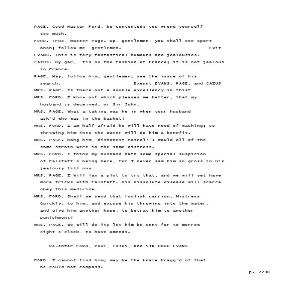 PAGE. Good Master Ford, be contented; you wrong yourself
too much.
FORD. True, Master Page. Up, gentlemen, you shall see sport
anon; follow me, gentlemen. Exit
EVANS. This is fery fantastical humours and jealousies.
CAIUS. By gar, 'tis no the fashion of France; it is not jealous
in France.
PAGE. Nay, follow him, gentlemen; see the issue of his
search. Exeunt EVANS, PAGE, and CAIUS
MRS. PAGE. Is there not a double excellency in this?
MRS. FORD. I know not which pleases me better, that my
husband is deceived, or Sir John.
MRS. PAGE. What a taking was he in when your husband
ask'd who was in the basket!
MRS. FORD. I am half afraid he will have need of washing; so
throwing him into the water will do him a benefit.
MRS. PAGE. Hang him, dishonest rascal! I would all of the
same strain were in the same distress.
MRS. FORD. I think my husband hath some special suspicion
of Falstaff's being here, for I never saw him so gross in his
jealousy till now.
MRS. PAGE. I will lay a plot to try that, and we will yet have
more tricks with Falstaff. His dissolute disease will scarce
obey this medicine.
MRS. FORD. Shall we send that foolish carrion, Mistress
Quickly, to him, and excuse his throwing into the water,
and give him another hope, to betray him to another
punishment?
MRS. PAGE. We will do it; let him be sent for to-morrow
eight o'clock, to have amends.
Re-enter FORD, PAGE, CAIUS, and SIR HUGH EVANS
FORD. I cannot find him; may be the knave bragg'd of that
he could not compass.